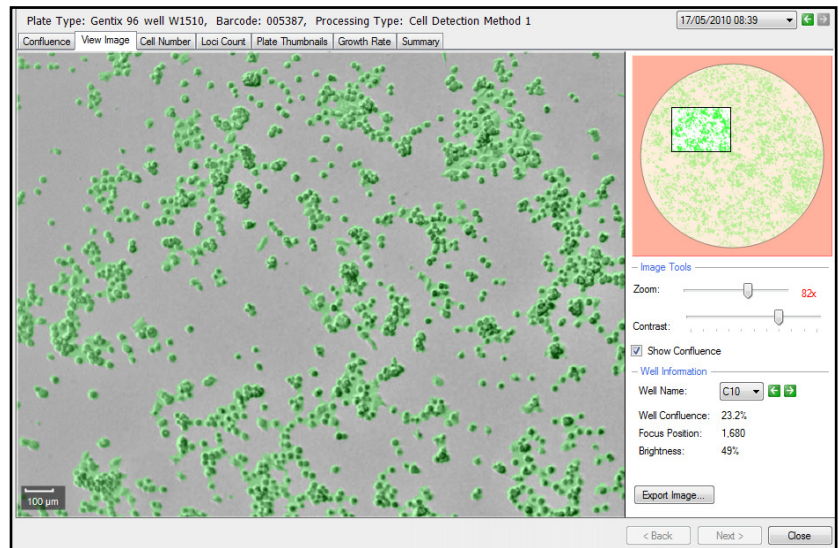 Plate Type: Gentix 96 well W1510, Barcode: 005387, Processing Type: Cell Detection Method 1
17/05/2010 08:39
Confluence View Image Cell Number Loci Count Plate Thumbnails Growth Rate Summary
100 µm
Image Tools
Zoom: 82x
Contrast:
Show Confluence
Well Information
Well Name: C10
Well Confluence: 23.2%
Focus Position: 1,680
Brightness: 49%
Export Image...
< Back Next > Close